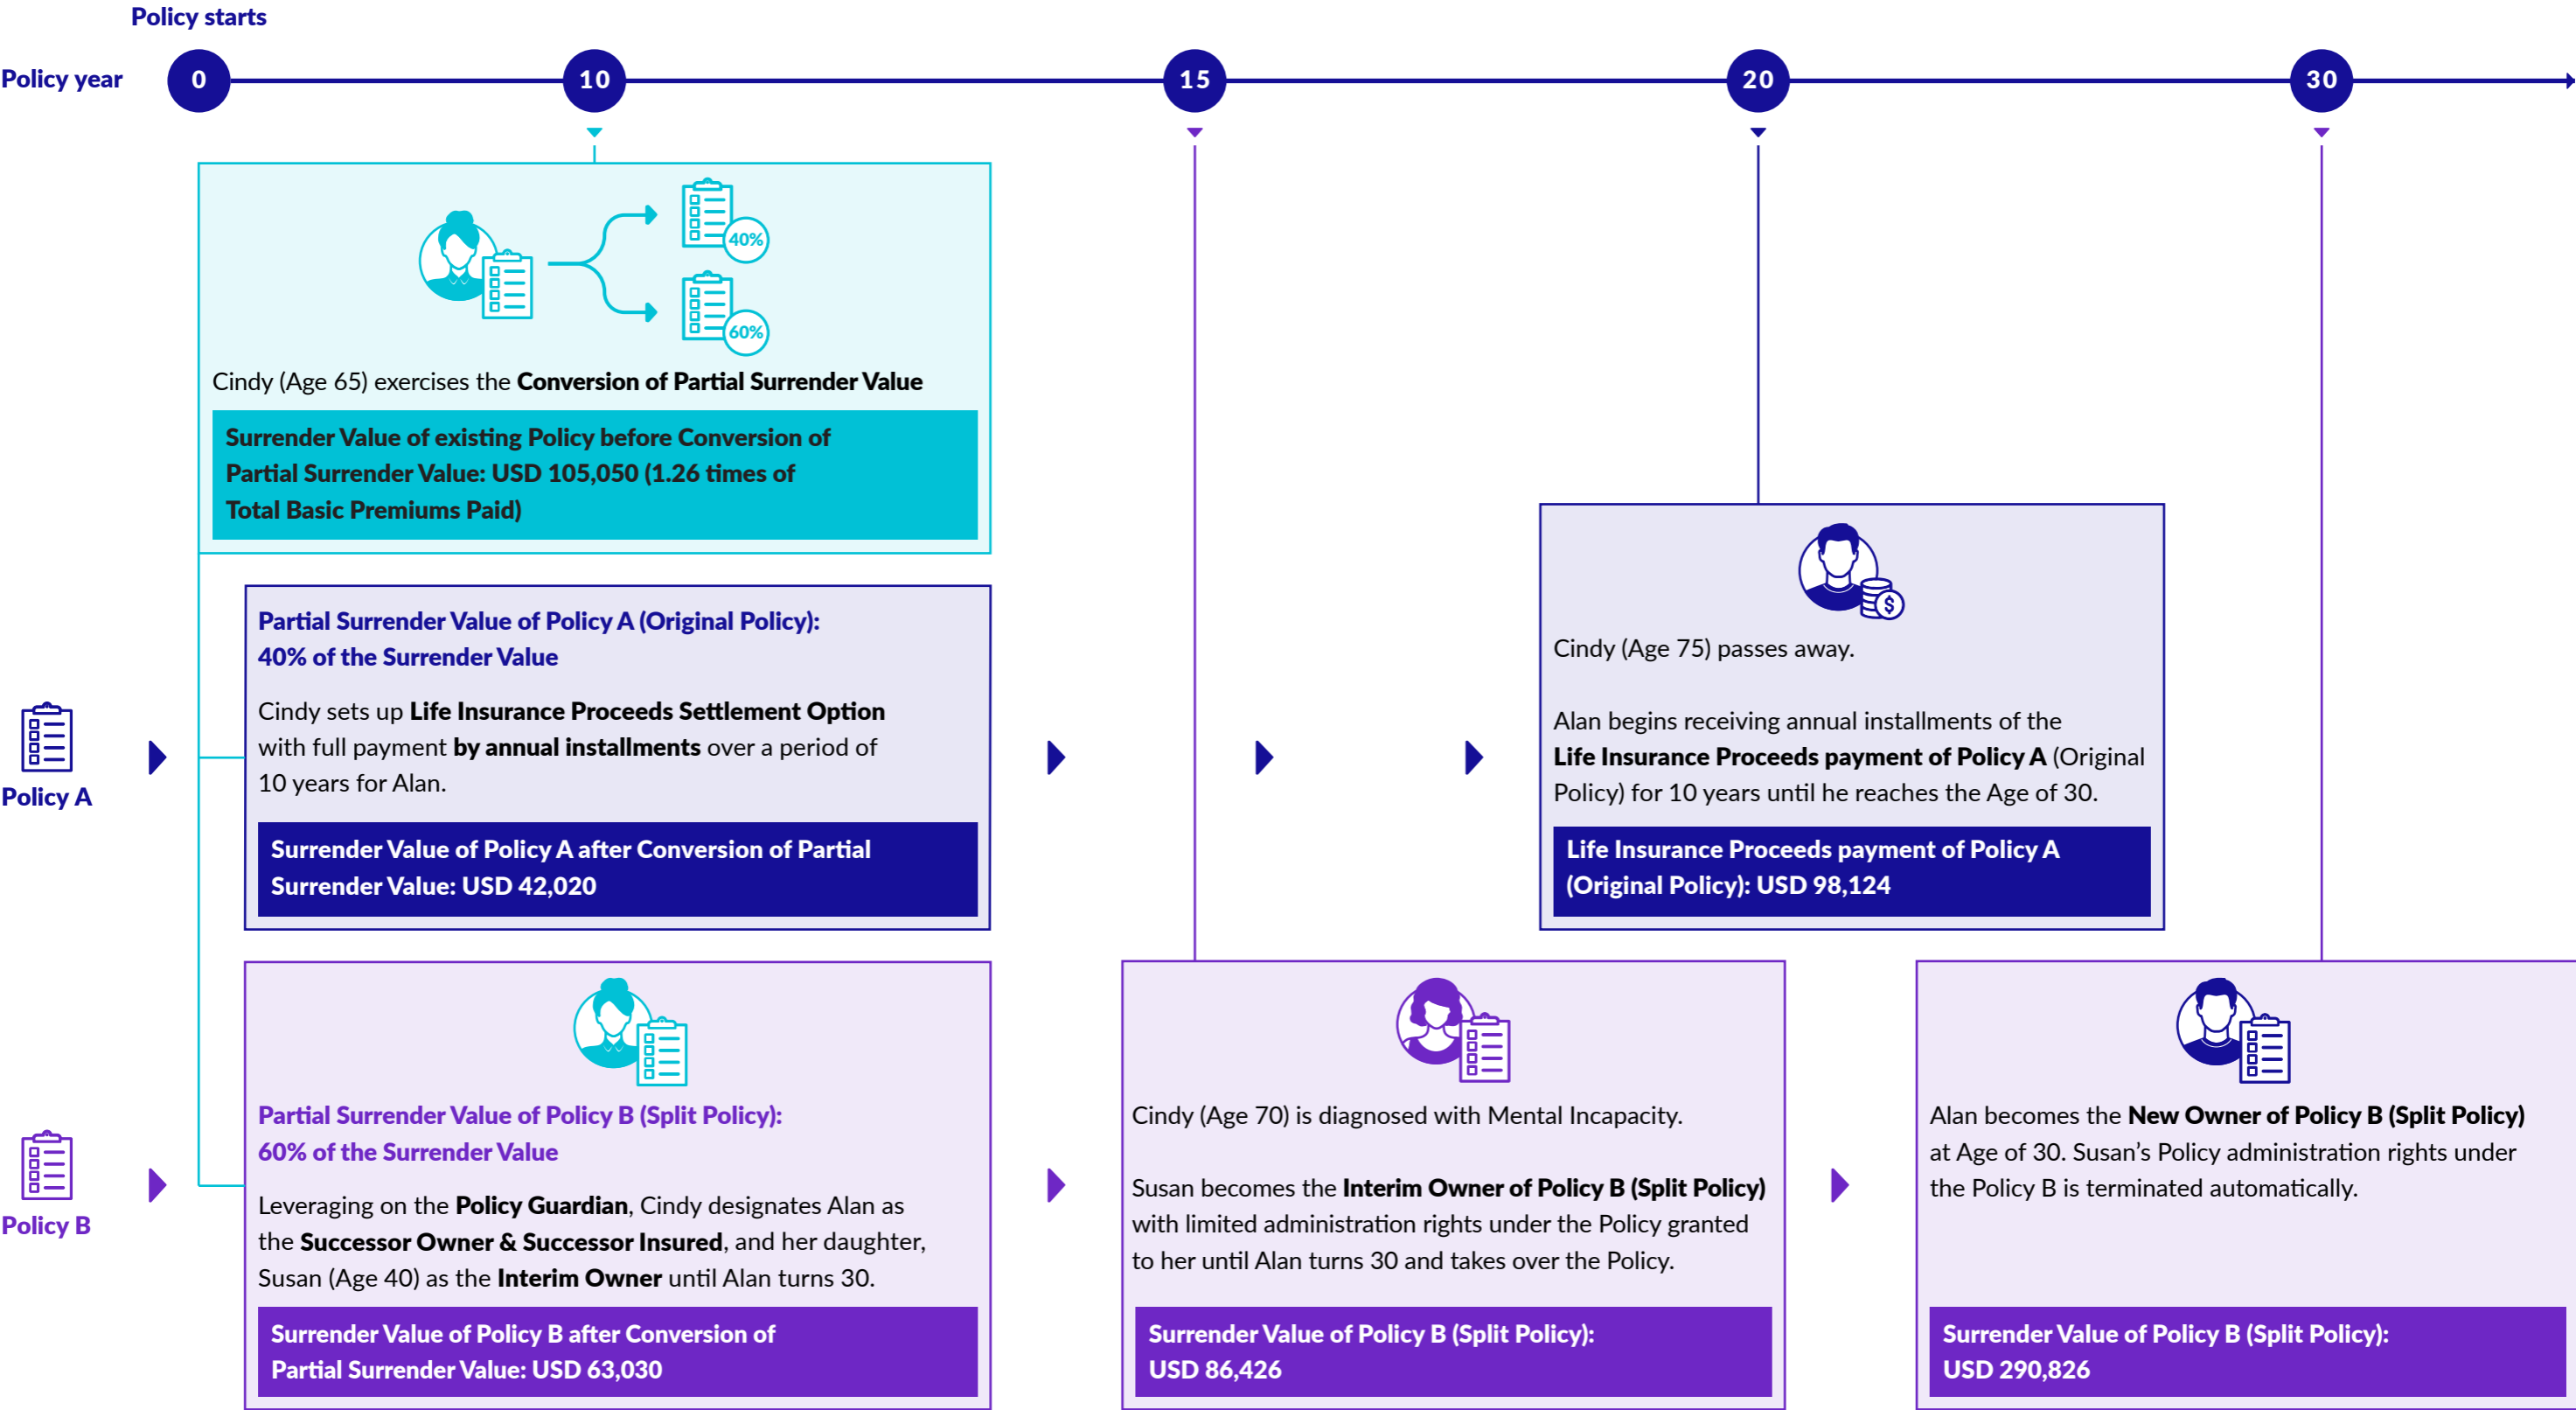 Policy starts
Policy year
0
10
15
20
30
40%
60%
Cindy (Age 65) exercises the Conversion of Partial Surrender Value
Surrender Value of existing Policy before Conversion of
Partial Surrender Value: USD 105,050 (1.26 times of
Total Basic Premiums Paid)
Policy A
Partial Surrender Value of Policy A (Original Policy):
40% of the Surrender Value
Cindy sets up Life Insurance Proceeds Settlement Option
with full payment by annual installments over a period of
10 years for Alan.
Surrender Value of Policy A after Conversion of Partial
Surrender Value: USD 42,020
Cindy (Age 75) passes away.
Alan begins receiving annual installments of the
Life Insurance Proceeds payment of Policy A (Original
Policy) for 10 years until he reaches the Age of 30.
Life Insurance Proceeds payment of Policy A
(Original Policy): USD 98,124
Policy B
Partial Surrender Value of Policy B (Split Policy):
60% of the Surrender Value
Leveraging on the Policy Guardian, Cindy designates Alan as
the Successor Owner & Successor Insured, and her daughter,
Susan (Age 40) as the Interim Owner until Alan turns 30.
Surrender Value of Policy B after Conversion of
Partial Surrender Value: USD 63,030
Cindy (Age 70) is diagnosed with Mental Incapacity.
Susan becomes the Interim Owner of Policy B (Split Policy)
with limited administration rights under the Policy granted
to her until Alan turns 30 and takes over the Policy.
Surrender Value of Policy B (Split Policy):
USD 86,426
Alan becomes the New Owner of Policy B (Split Policy)
at Age of 30. Susan's Policy administration rights under
the Policy B is terminated automatically.
Surrender Value of Policy B (Split Policy):
USD 290,826